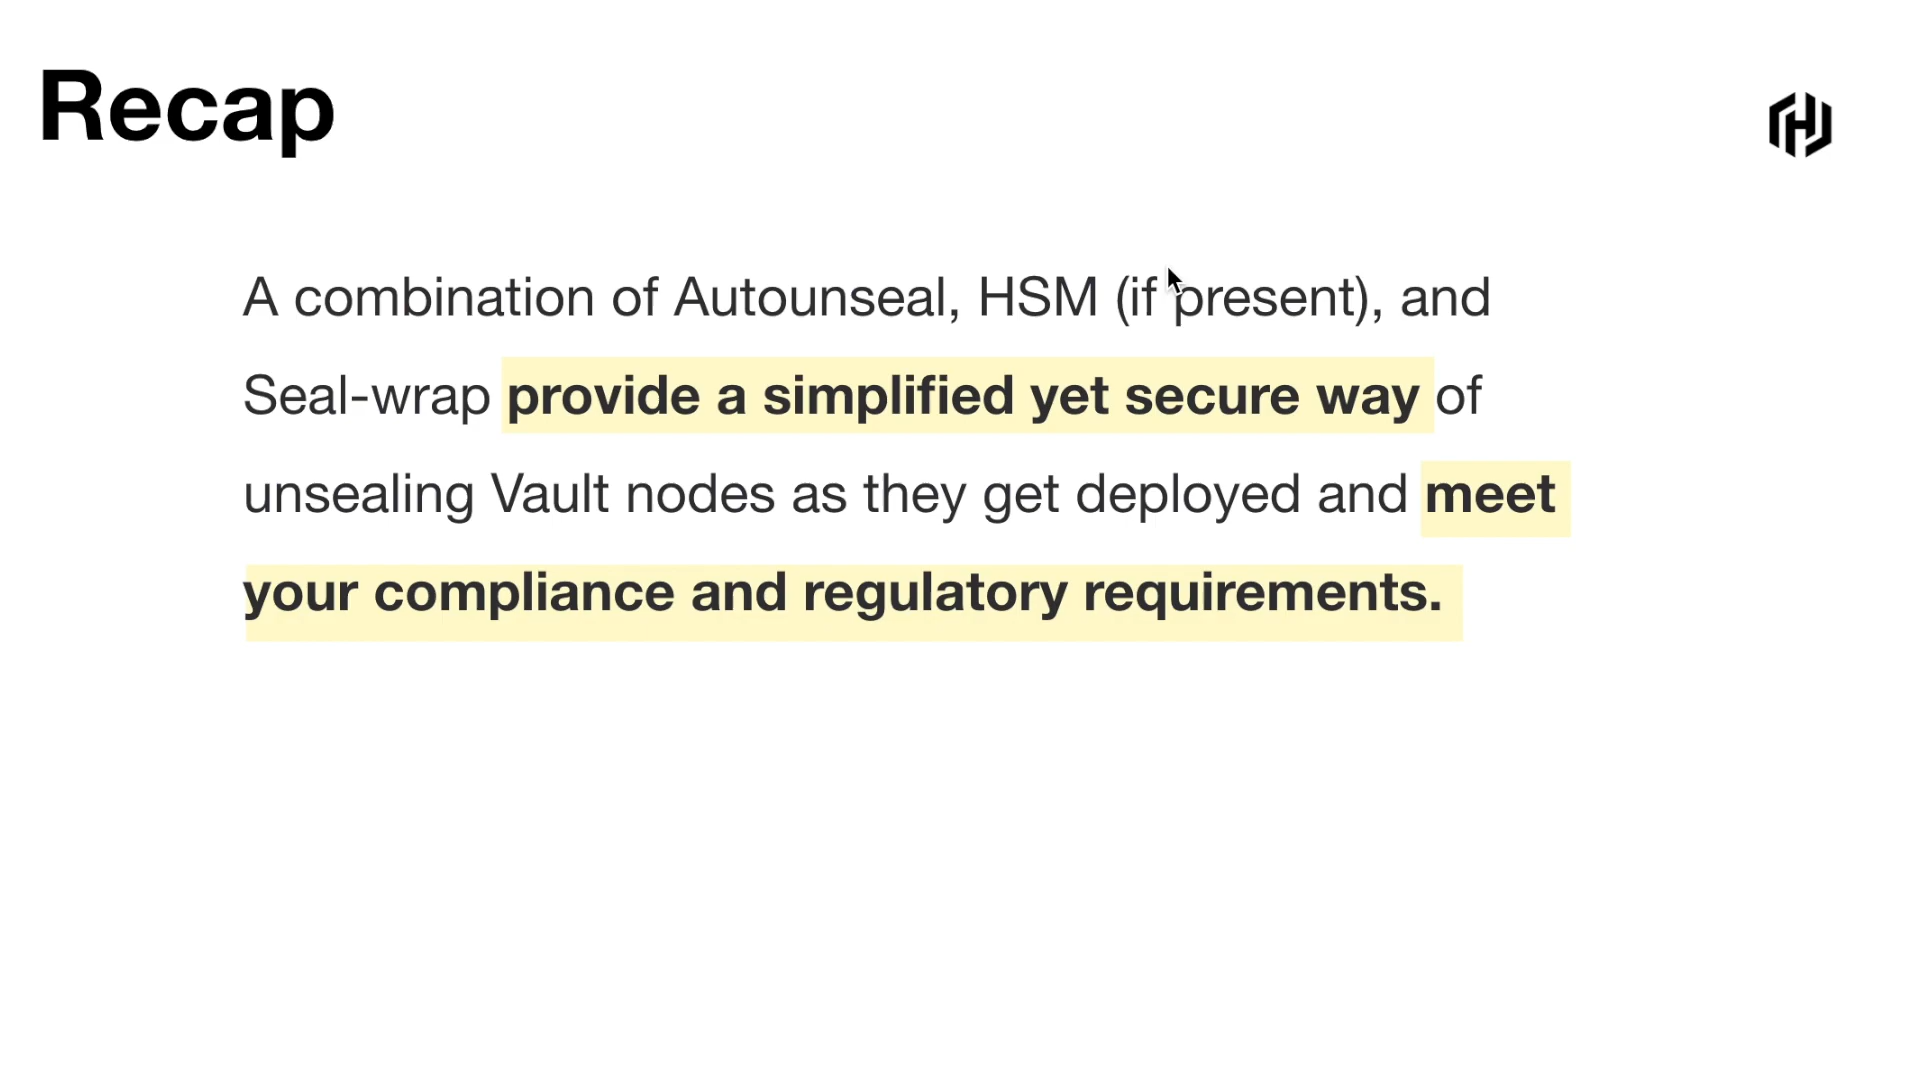 Recap
A combination of Autounseal, HSM (if present), and
Seal-wrap provide a simplified yet secure way of
unsealing Vault nodes as they get deployed and meet
your compliance and regulatory requirements.